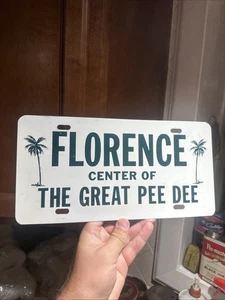 FLORENCE
CENTER OF
THE GREAT PEE DEE